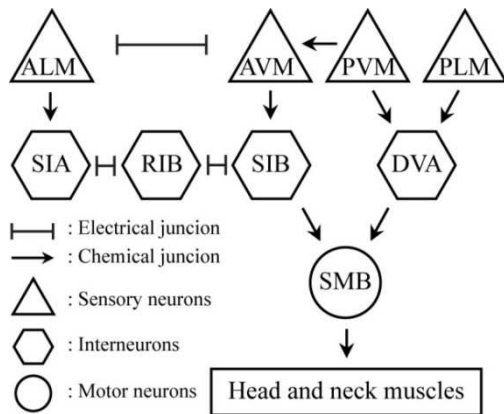 ALM AVM PVM PLM
SIA RIB SIB DVA
: Electrical juncion
: Chemical juncion
SMB
: Sensory neurons
: Interneurons
: Motor neurons
Head and neck muscles